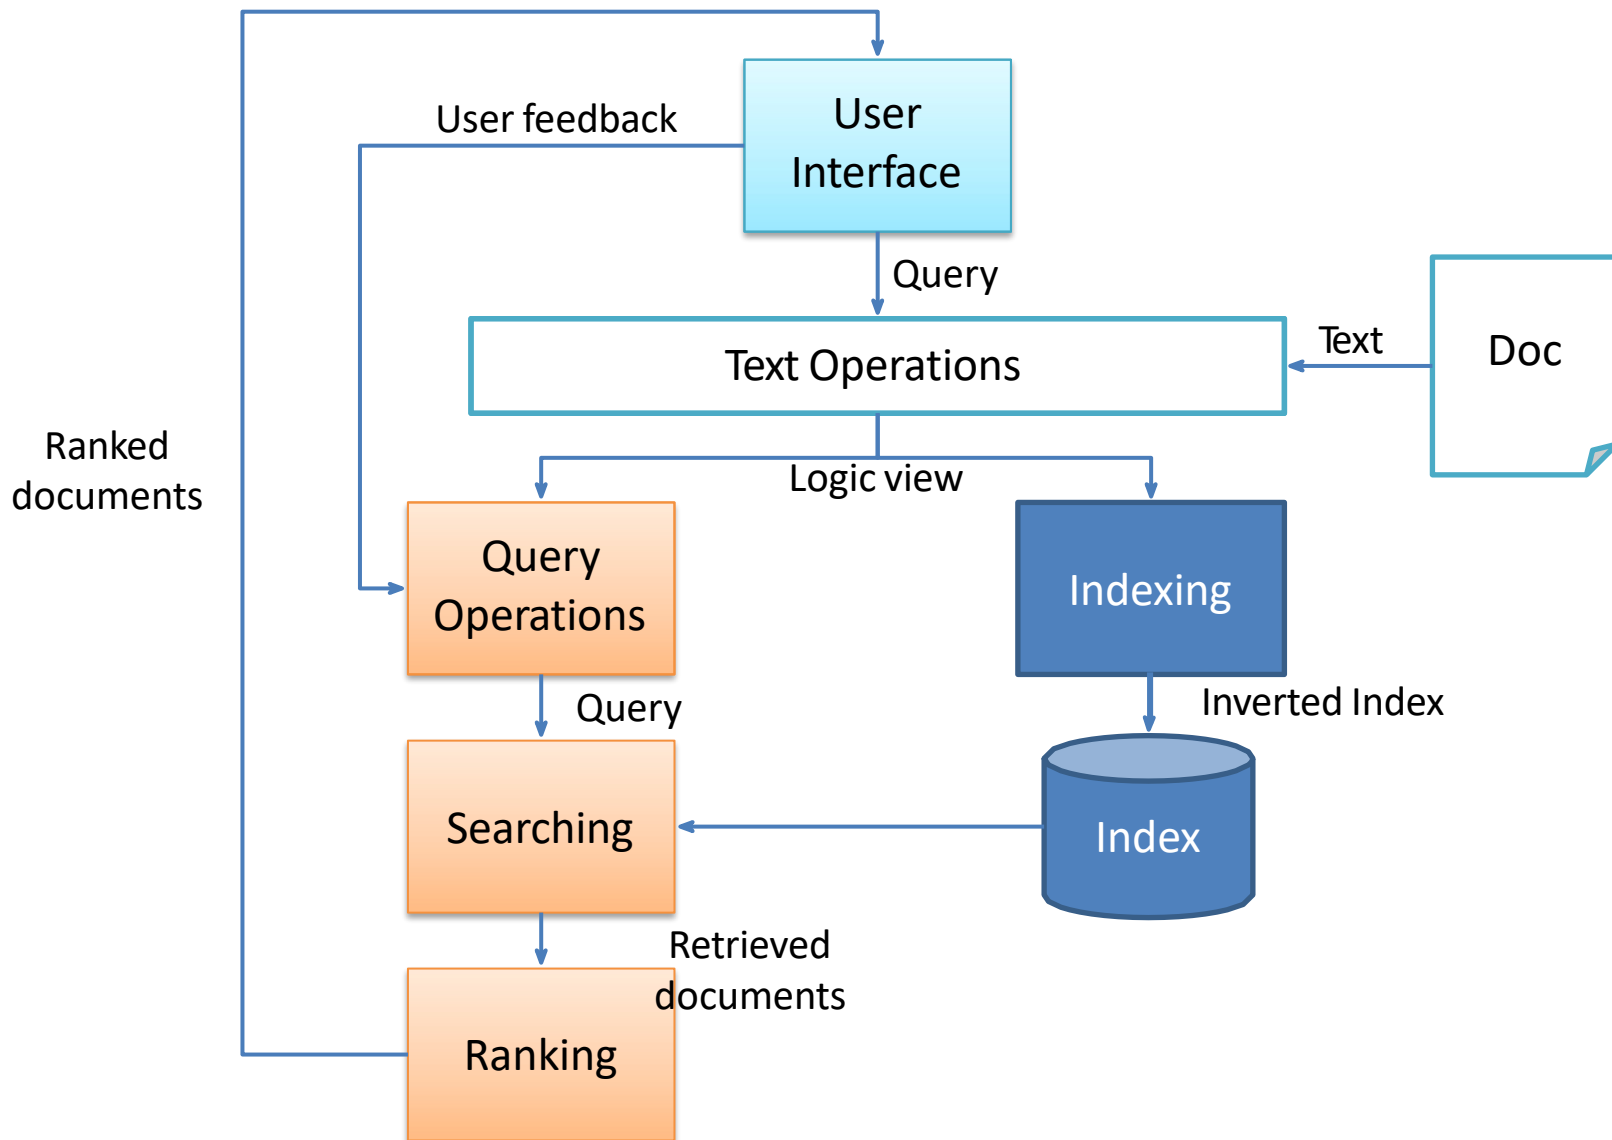 User
Interface
User feedback
Query
Text Operations
Text
Doc
Ranked
documents
Logic view
Query
Operations
Indexing
Query
Inverted Index
Searching
Index
Retrieved
documents
Ranking